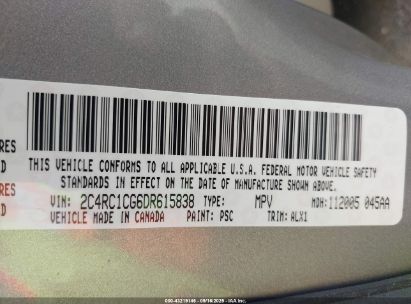 RES
THIS VEHICLE CONFORMS TO ALL APPLICABLE U.S.A. FEDERAL MOTOR VEHICLE SAFETY
D
STANDARDS IN EFFECT ON THE DATE OF MANUFACTURE SHOWN ABOVE.
RES
VIN: 2C4RC1CG6DR615838 TYPE: MPV MDH:112005 045AA
D
VEHICLE MADE IN CANADA PAINT: PSC TRIM: ALX1